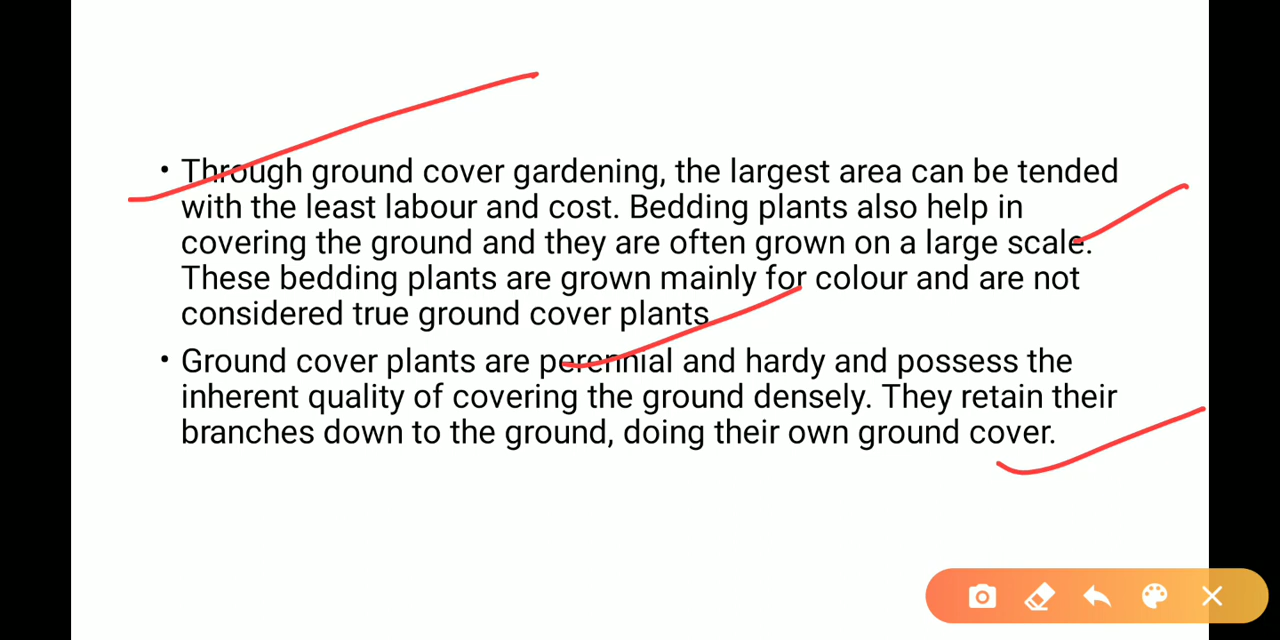 • Through ground cover gardening, the largest area can be tended
with the least labour and cost. Bedding plants also help in
covering the ground and they are often grown on a large scale.
These bedding plants are grown mainly for colour and are not
considered true ground cover plants
• Ground cover plants are perennial and hardy and possess the
inherent quality of covering the ground densely. They retain their
branches down to the ground, doing their own ground cover.